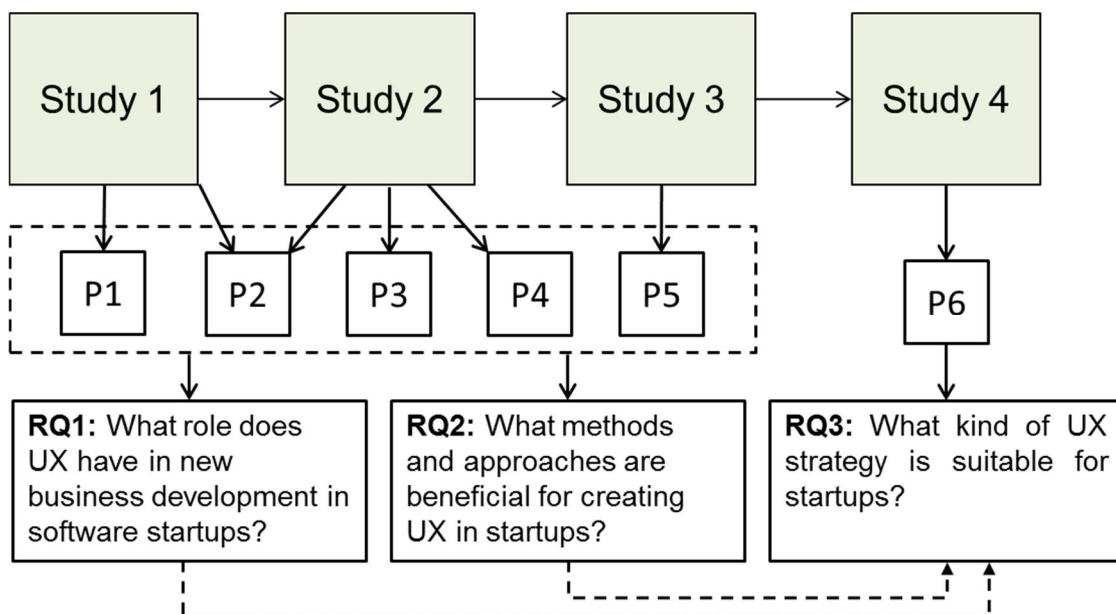 Study 1
Study 2
Study 3
Study 4
P1
P2
P3
P4
P5
P6
RQ1: What role does
UX have in new
business development in
software startups?
RQ2: What methods
and approaches are
beneficial for creating
UX in startups?
RQ3: What kind of UX
strategy is suitable for
startups?